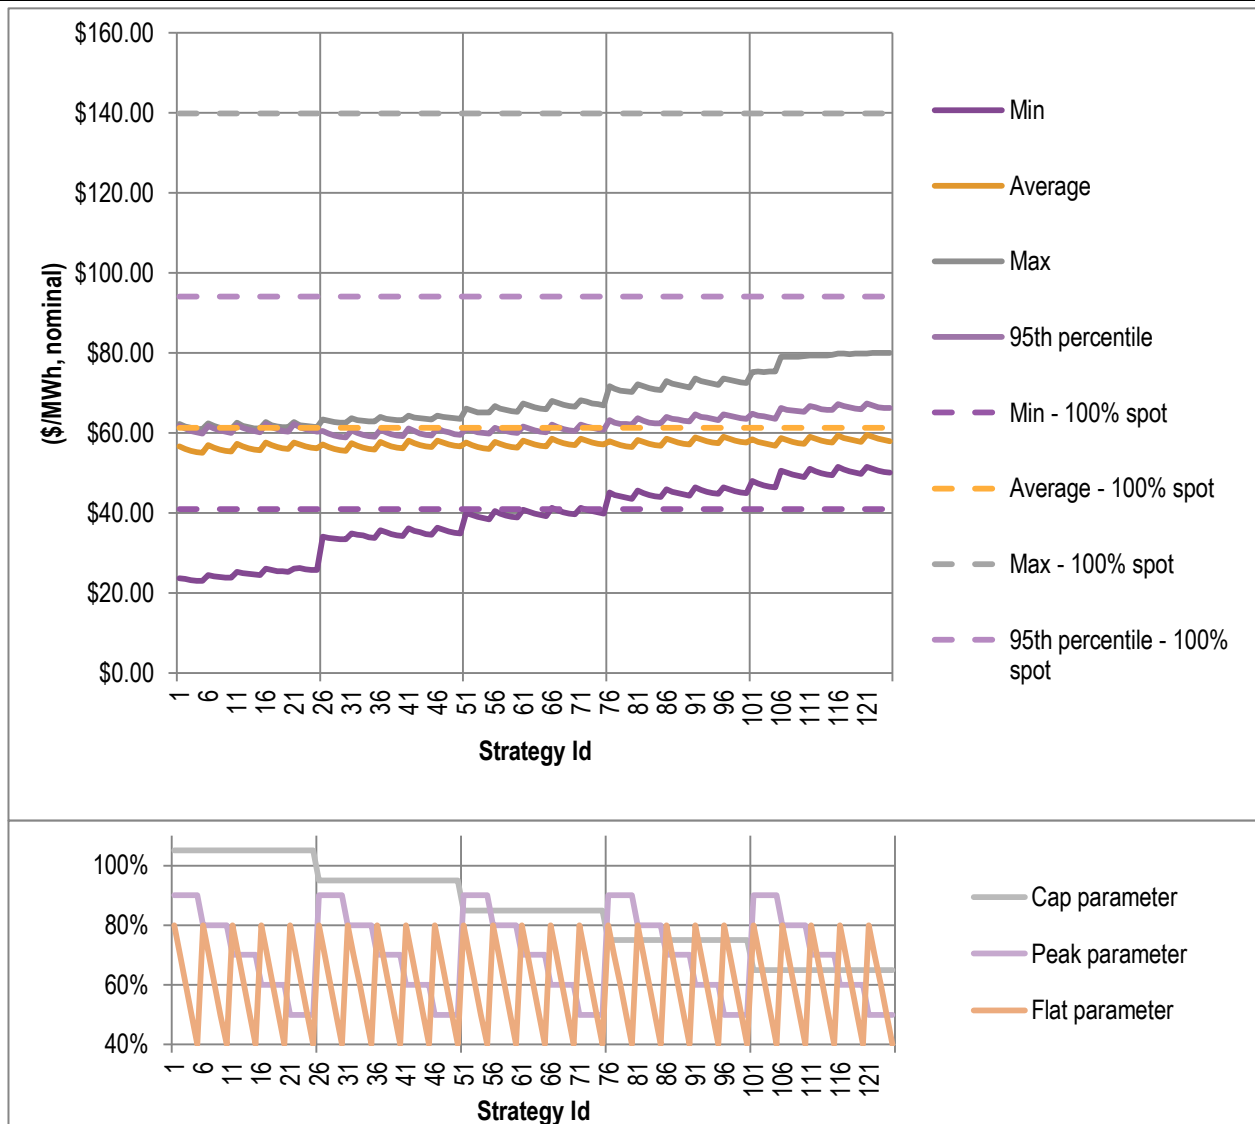 $160.00
$140.00
$120.00
$100.00
$80.00
$60.00
$40.00
$20.00
$0.00
($/MWh, nominal)
1 6 11 16 21 26 31 36 41 46 51 56 61 66 71 76 81 86 91 96 101 106 111 116 121
Strategy Id
Min
Average
Max
95th percentile
Min - 100% spot
Average - 100% spot
Max - 100% spot
95th percentile - 100%
spot
100%
80%
60%
40%
1 6 11 16 21 26 31 36 41 46 51 56 61 66 71 76 81 86 91 96 101 106 111 116 121
Strategy Id
Cap parameter
Peak parameter
Flat parameter